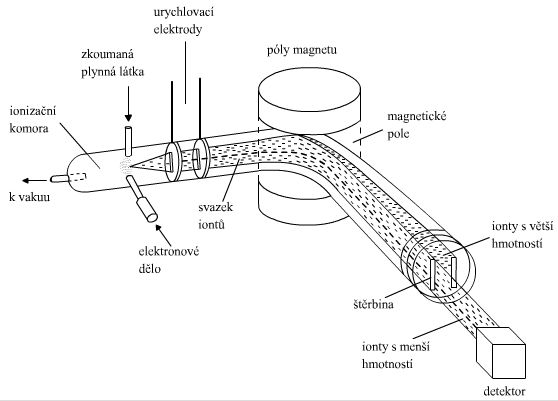 urychlovací
elektrody
zkoumaná
plynná látka
póly magnetu
ionizační
komora
magnetické
pole
k vakuu
svazek
iontů
elektronové
dělo
ionty s větší
hmotností
štěrbina
ionty s menší
hmotností
detektor